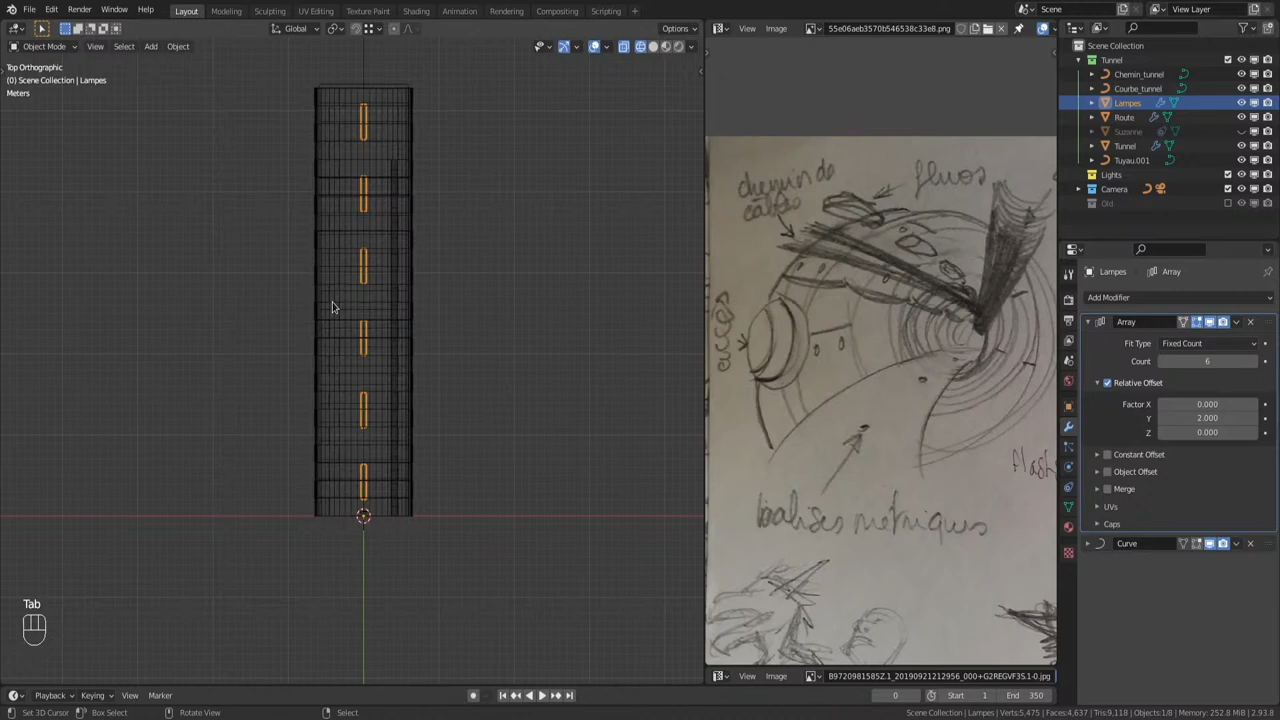 File Edit Render Window Help
Layout Modeling Sculpting UV Editing Texture Paint Shading Animation Rendering Compositing Scripting +
Scene
View Layer
Global
Options
Object Mode View Select Add Object
Top Orthographic
(0) Scene Collection | Lampes
Meters
Tab
View Image 55e06aeb3570b546538c33e8.png
chemin de
fluos
balises métriques
View Image B9720981585Z.1_20190921212956_000+G2REGVF3S.1-0.jpg
Scene Collection
Tunnel
Chemin_tunnel
Courbe_tunnel
Lampes
Route
Suzanne
Tunnel
Tuyau.001
Lights
Camera
Old
Lampes Array
Add Modifier
Array
Fit Type Fixed Count
Count 6
Relative Offset
Factor X 0.000
Y 2.000
Z 0.000
Constant Offset
Object Offset
Merge
UVs
Caps
Curve
Playback Keying View Marker
0 Start 1 End 350
Set 3D Cursor Box Select Rotate View Select
Scene Collection | Lampes | Verts:5,475 | Faces:4,637 | Tris:9,118 | Objects:1/8 | Memory: 252.8 MiB | 2.93.8